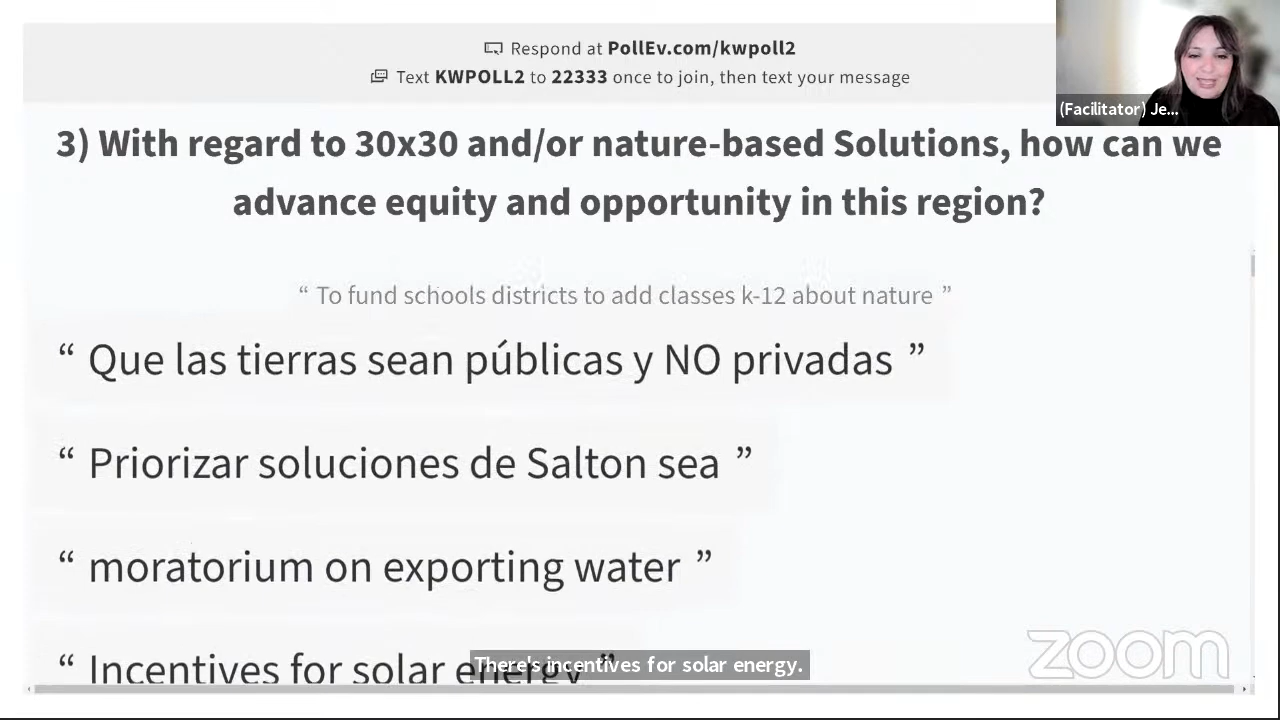 Respond at PollEv.com/kwpoll2
Text KWPOLL2 to 22333 once to join, then text your message
(Facilitator) Je...
3) With regard to 30x30 and/or nature-based Solutions, how can we
advance equity and opportunity in this region?
“ To fund schools districts to add classes k-12 about nature ”
“ Que las tierras sean públicas y NO privadas ”
“ Priorizar soluciones de Salton sea ”
“ moratorium on exporting water ”
“ Incentives for solar energy ”
There's incentives for solar energy.
zoom